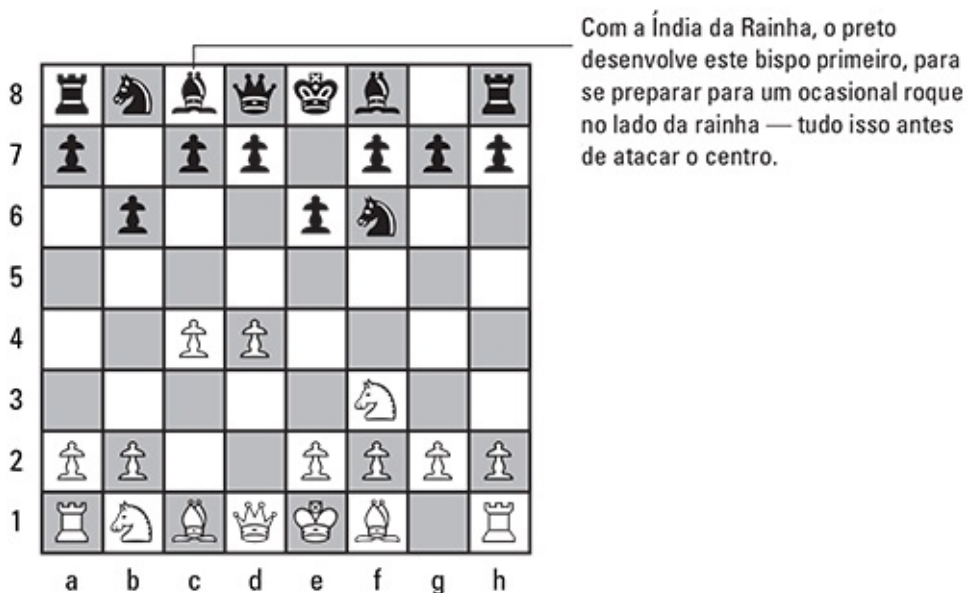 Com a Índia da Rainha, o preto
desenvolve este bispo primeiro, para
se preparar para um ocasional roque
no lado da rainha — tudo isso antes
de atacar o centro.
8
7
6
5
4
3
2
1
a b c d e f g h